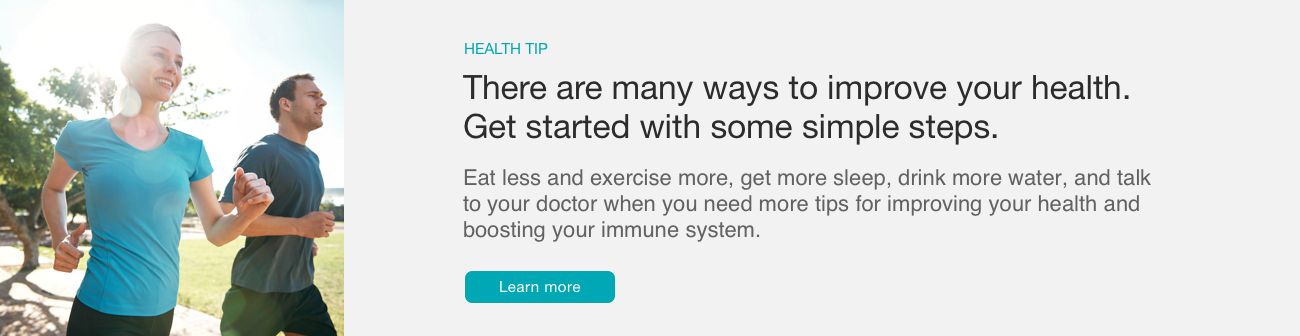 HEALTH TIP
There are many ways to improve your health.
Get started with some simple steps.
Eat less and exercise more, get more sleep, drink more water, and talk
to your doctor when you need more tips for improving your health and
boosting your immune system.
Learn more